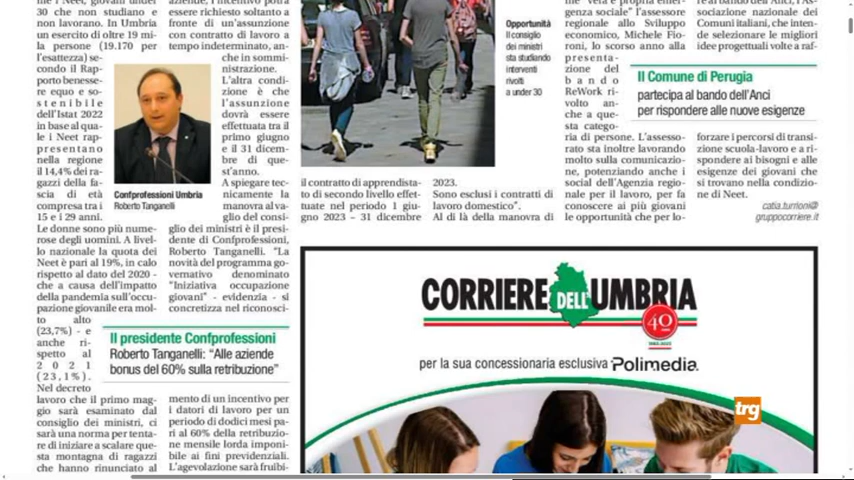 ni i Neet, giovani under
30 che non studiano e
non lavorano. In Umbria
un esercito di oltre 19 mi-
la persone (19.170 per
l'esattezza) se-
condo il Rap-
porto benesse-
re equo e so-
stenibile
dell'Istat 2022
in base al qua-
le i Neet rap-
presentano
nella regione
il 14,4% dei ra-
gazzi della fa-
scia di età
compresa tra i
15 e i 29 anni.
Le donne sono più nume-
rose degli uomini. A livel-
lo nazionale la quota dei
Neet è pari al 19%, in calo
rispetto al dato del 2020 -
che a causa dell'impatto
della pandemia sull'occu-
pazione giovanile era mol-
to alto
(23,7%) - e
anche ri-
spetto al
2021
(23,1%).
Nel decreto
lavoro che il primo mag-
gio sarà esaminato dal
consiglio dei ministri, ci
sarà una norma per tenta-
re di iniziare a scalare que-
sta montagna di ragazzi
che hanno rinunciato al
Confprofessioni Umbria
Roberto Tanganelli
Il presidente Confprofessioni
Roberto Tanganelli: "Alle aziende
bonus del 60% sulla retribuzione"
aziende, l'incentivo potrà
essere richiesto soltanto a
fronte di un'assunzione
con contratto di lavoro a
tempo indeterminato, an-
che in sommi-
nistrazione.
L'altra condi-
zione è che
l'assunzione
dovrà essere
effettuata tra il
primo giugno
e il 31 dicem-
bre di que-
st'anno.
A spiegare tec-
nicamente la
manovra al va-
glio del consi-
glio dei ministri è il presi-
dente di Confprofessioni,
Roberto Tanganelli. "La
novità del programma go-
vernativo denominato
"Iniziativa occupazione
giovani" - evidenzia - si
concretizza nel riconosci-
mento di un incentivo per
i datori di lavoro per un
periodo di dodici mesi pa-
ri al 60% della retribuzio-
ne mensile lorda imponi-
bile ai fini previdenziali.
L'agevolazione sarà fruibi-
Opportunità
Il consiglio
dei ministri
sta studiando
interventi
rivolti
a under 30
il contratto di apprendista-
to di secondo livello effet-
tuate nel periodo 1 giu-
gno 2023 – 31 dicembre
2023.
Sono esclusi i contratti di
lavoro domestico".
Al di là della manovra di
genza sociale" l'assessore
regionale allo Sviluppo
economico, Michele Fio-
roni, lo scorso anno alla
presenta-
zione del
bando
ReWork ri-
volto an-
che a que-
sta catego-
ria di persone. L'assesso-
rato sta inoltre lavorando
molto sulla comunicazio-
ne, potenziando anche i
social dell'Agenzia regio-
nale per il lavoro, per fa
conoscere ai più giovani
le opportunità che per lo-
re al bando dell'Anci, l'As-
sociazione nazionale dei
Comuni italiani, che inten-
de selezionare le migliori
idee progettuali volte a raf-
Il Comune di Perugia
partecipa al bando dell'Anci
per rispondere alle nuove esigenze
forzare i percorsi di transi-
zione scuola-lavoro e a ri-
spondere ai bisogni e alle
esigenze dei giovani che
si trovano nella condizio-
ne di Neet.
catia.turrioni@
gruppocorriere.it
CORRIERE DELL'UMBRIA
40
1983-2023
per la sua concessionaria esclusiva Polimedia.
trg